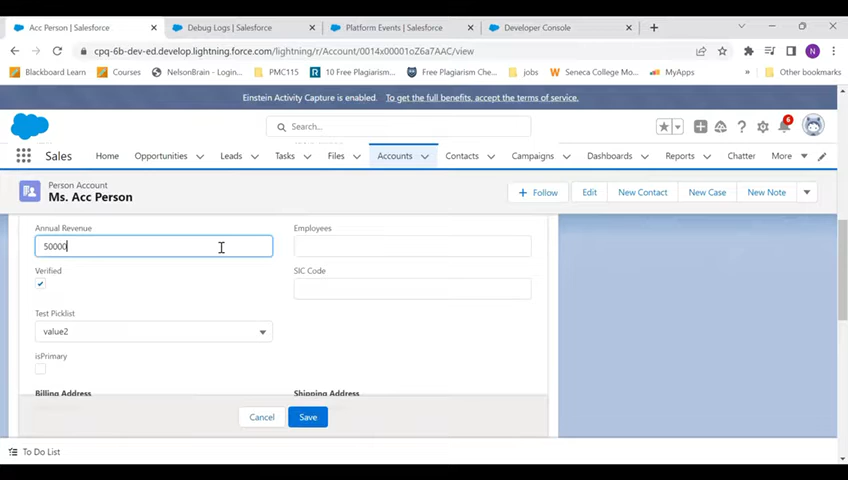 Acc Person | Salesforce
Debug Logs | Salesforce
Platform Events | Salesforce
Developer Console
cpq-6b-dev-ed.develop.lightning.force.com/lightning/r/Account/0014x00001oZ6a7AAC/view
N
Blackboard Learn
Courses
NelsonBrain - Login...
PMC115
10 Free Plagiarism...
Free Plagiarism Che...
jobs
Seneca College Mo...
MyApps
Other bookmarks
Einstein Activity Capture is enabled. To get the full benefits, accept the terms of service.
Search...
6
Sales
Home
Opportunities
Leads
Tasks
Files
Accounts
Contacts
Campaigns
Dashboards
Reports
Chatter
More
Person Account
Ms. Acc Person
Follow
Edit
New Contact
New Case
New Note
Annual Revenue
Employees
50000
Verified
SIC Code
Test Picklist
value2
isPrimary
Billing Address
Shipping Address
Cancel
Save
To Do List